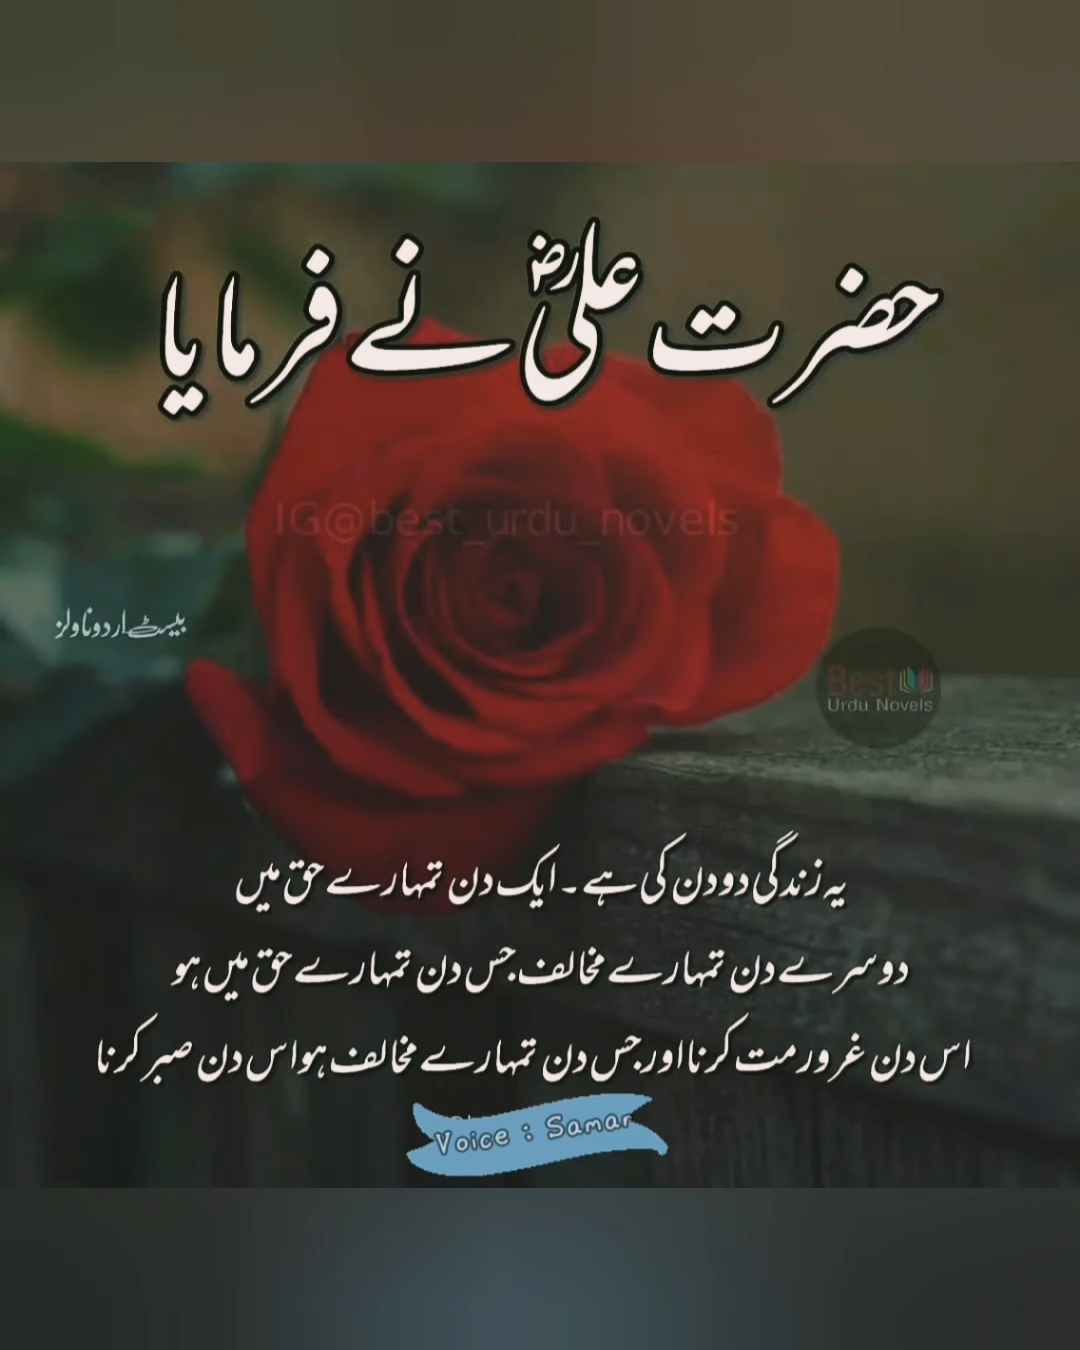 حضرت علیؓ نے فرمایا
IG@best_urdu_novels
بیسٹ اردو ناولز
Best
Urdu Novels
یہ زندگی دو دن کی ہے۔ ایک دن تمہارے حق میں
دوسرے دن تمہارے مخالف۔جس دن تمہارے حق میں ہو
اس دن غرور مت کرنا اور جس دن تمہارے مخالف ہو اس دن صبر کرنا
Voice : Samar